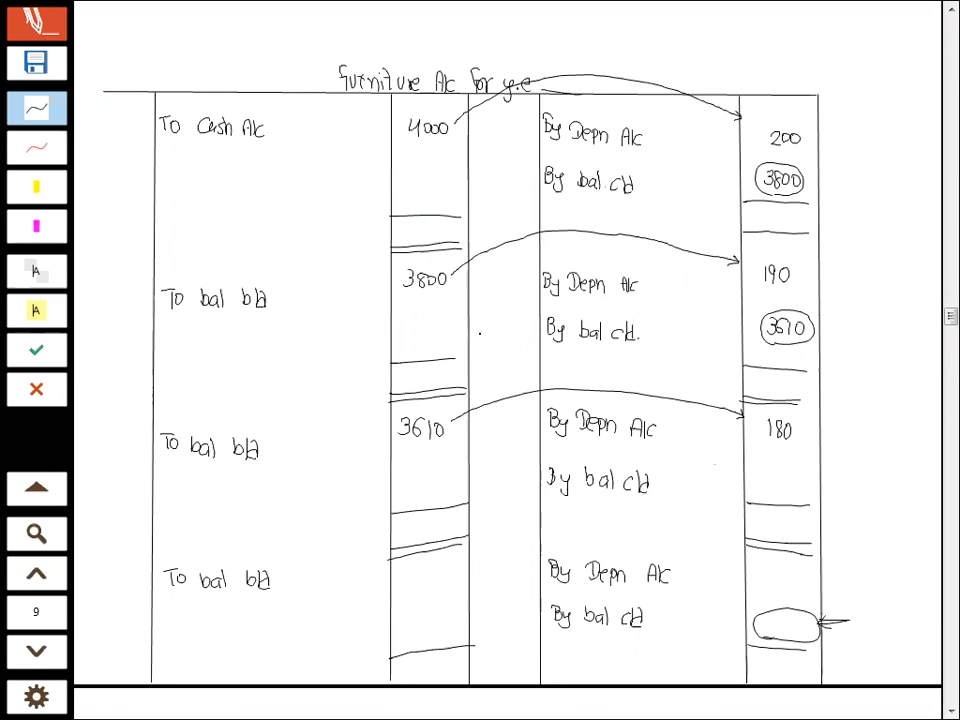 Furniture A/c for y.e
To Cash A/c 4000 By Depn A/c 200
By bal c/d 3800
To bal b/d 3800 By Depn A/c 190
By bal c/d. 3610
To bal b/d 3610 By Depn A/c 180
By bal c/d
To bal b/d By Depn A/c
By bal c/d
A
A
9